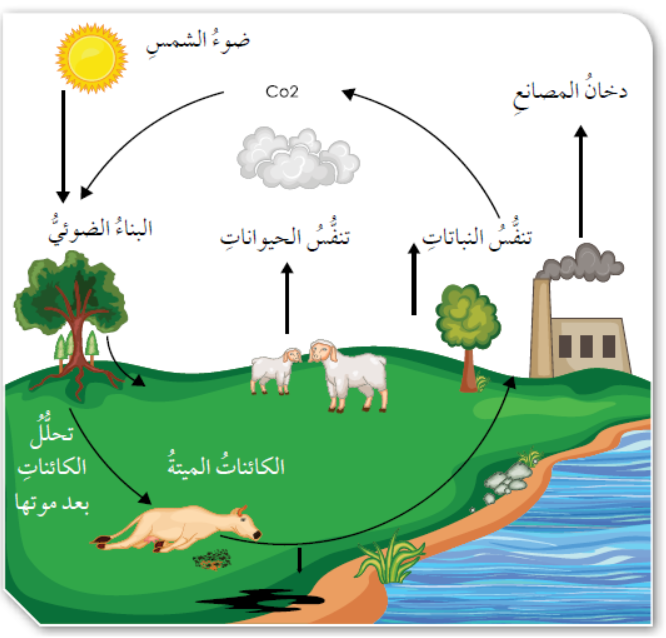 ضوءُ الشمسِ
Co2
دخانُ المصانعِ
البناءُ الضوئيُّ
تنفُّسُ الحيواناتِ
تنفُّسُ النباتاتِ
تحلُّلُ
الكائناتِ
بعد موتها
الكائناتُ الميتةُ